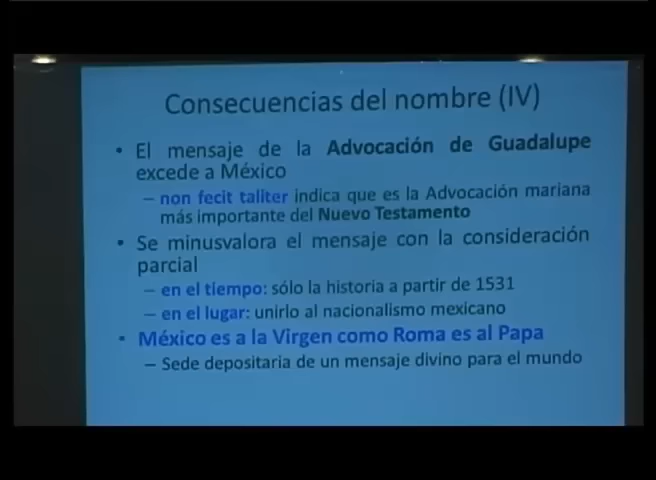 Consecuencias del nombre (IV)
• El mensaje de la Advocación de Guadalupe
excede a México
– non fecit taliter indica que es la Advocación mariana
más importante del Nuevo Testamento
• Se minusvalora el mensaje con la consideración
parcial
– en el tiempo: sólo la historia a partir de 1531
– en el lugar: unirlo al nacionalismo mexicano
• México es a la Virgen como Roma es al Papa
– Sede depositaria de un mensaje divino para el mundo